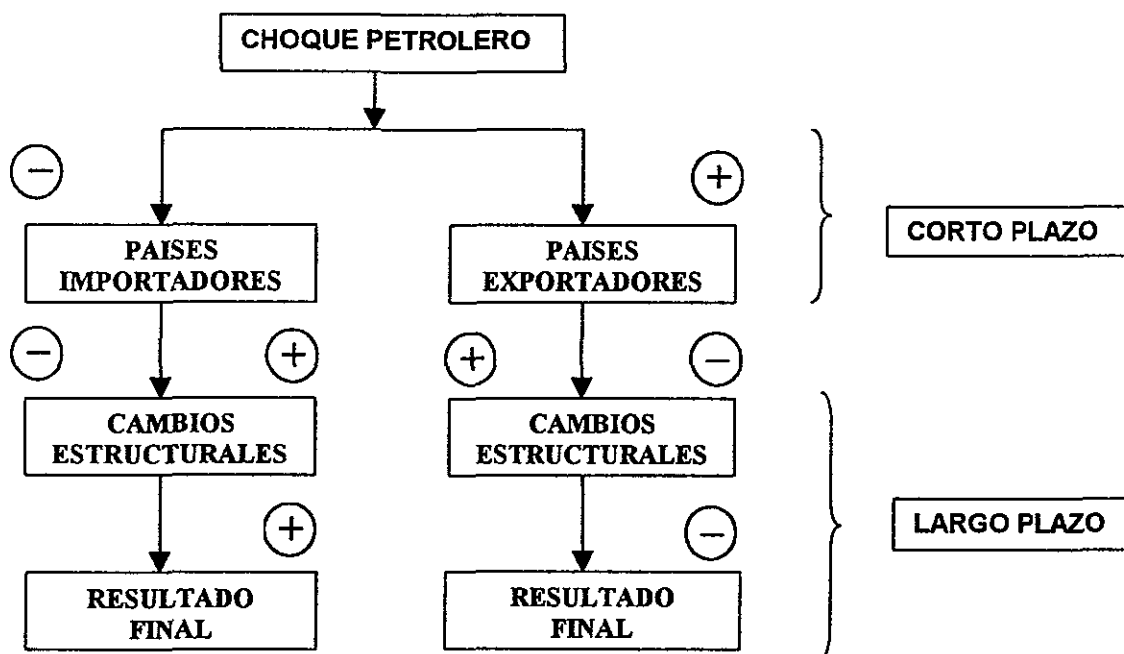 CHOQUE PETROLERO
−
+
PAISES
IMPORTADORES
PAISES
EXPORTADORES
CORTO PLAZO
−
+
+
−
CAMBIOS
ESTRUCTURALES
CAMBIOS
ESTRUCTURALES
+
−
LARGO PLAZO
RESULTADO
FINAL
RESULTADO
FINAL